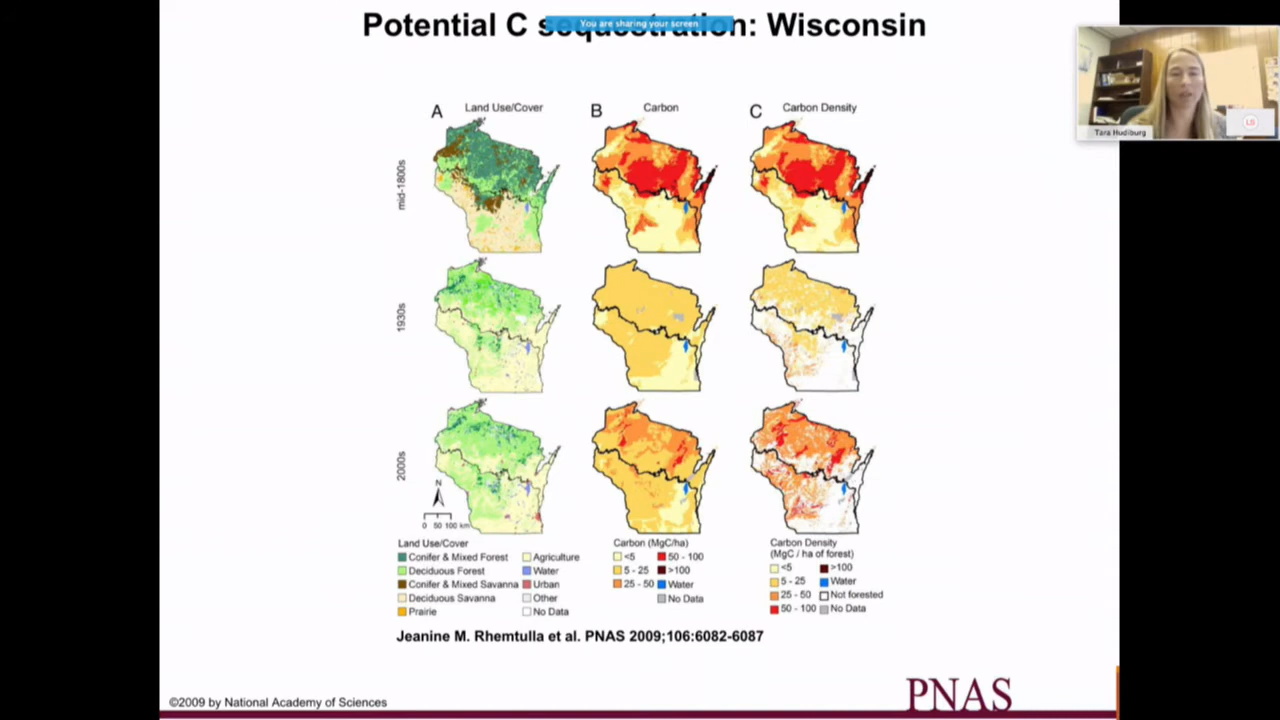 Potential C sequestration: Wisconsin
You are sharing your screen
Tara Hudiburg
LS
A Land Use/Cover
B Carbon
C Carbon Density
mid-1800s
1930s
2000s
N
0 50 100 km
Land Use/Cover
Conifer & Mixed Forest
Deciduous Forest
Conifer & Mixed Savanna
Deciduous Savanna
Prairie
Agriculture
Water
Urban
Other
No Data
Carbon (MgC/ha)
<5
5 - 25
25 - 50
50 - 100
>100
Water
No Data
Carbon Density
(MgC / ha of forest)
<5
5 - 25
25 - 50
50 - 100
>100
Water
Not forested
No Data
Jeanine M. Rhemtulla et al. PNAS 2009;106:6082-6087
©2009 by National Academy of Sciences
PNAS